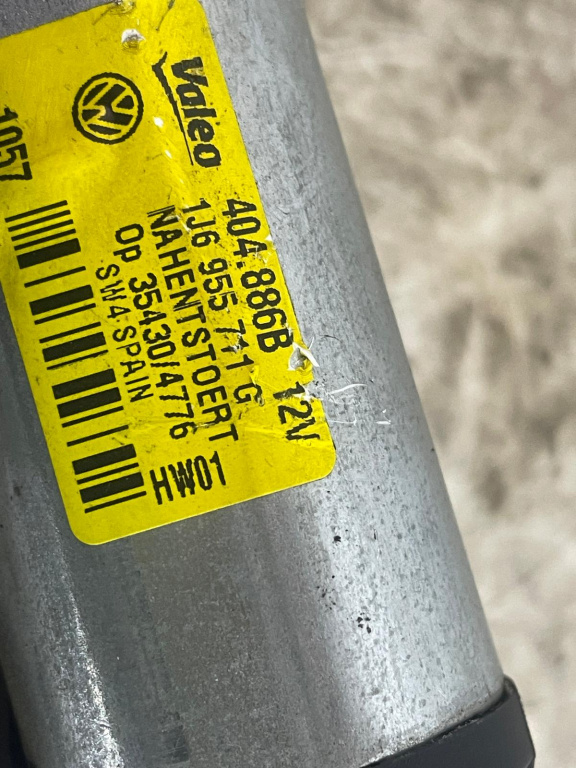 Valeo
404.886B 12V
1J6 955 711 G
NAHENTSTOERT
Op 35430/4776
SW4 SPAIN
HW01
1057